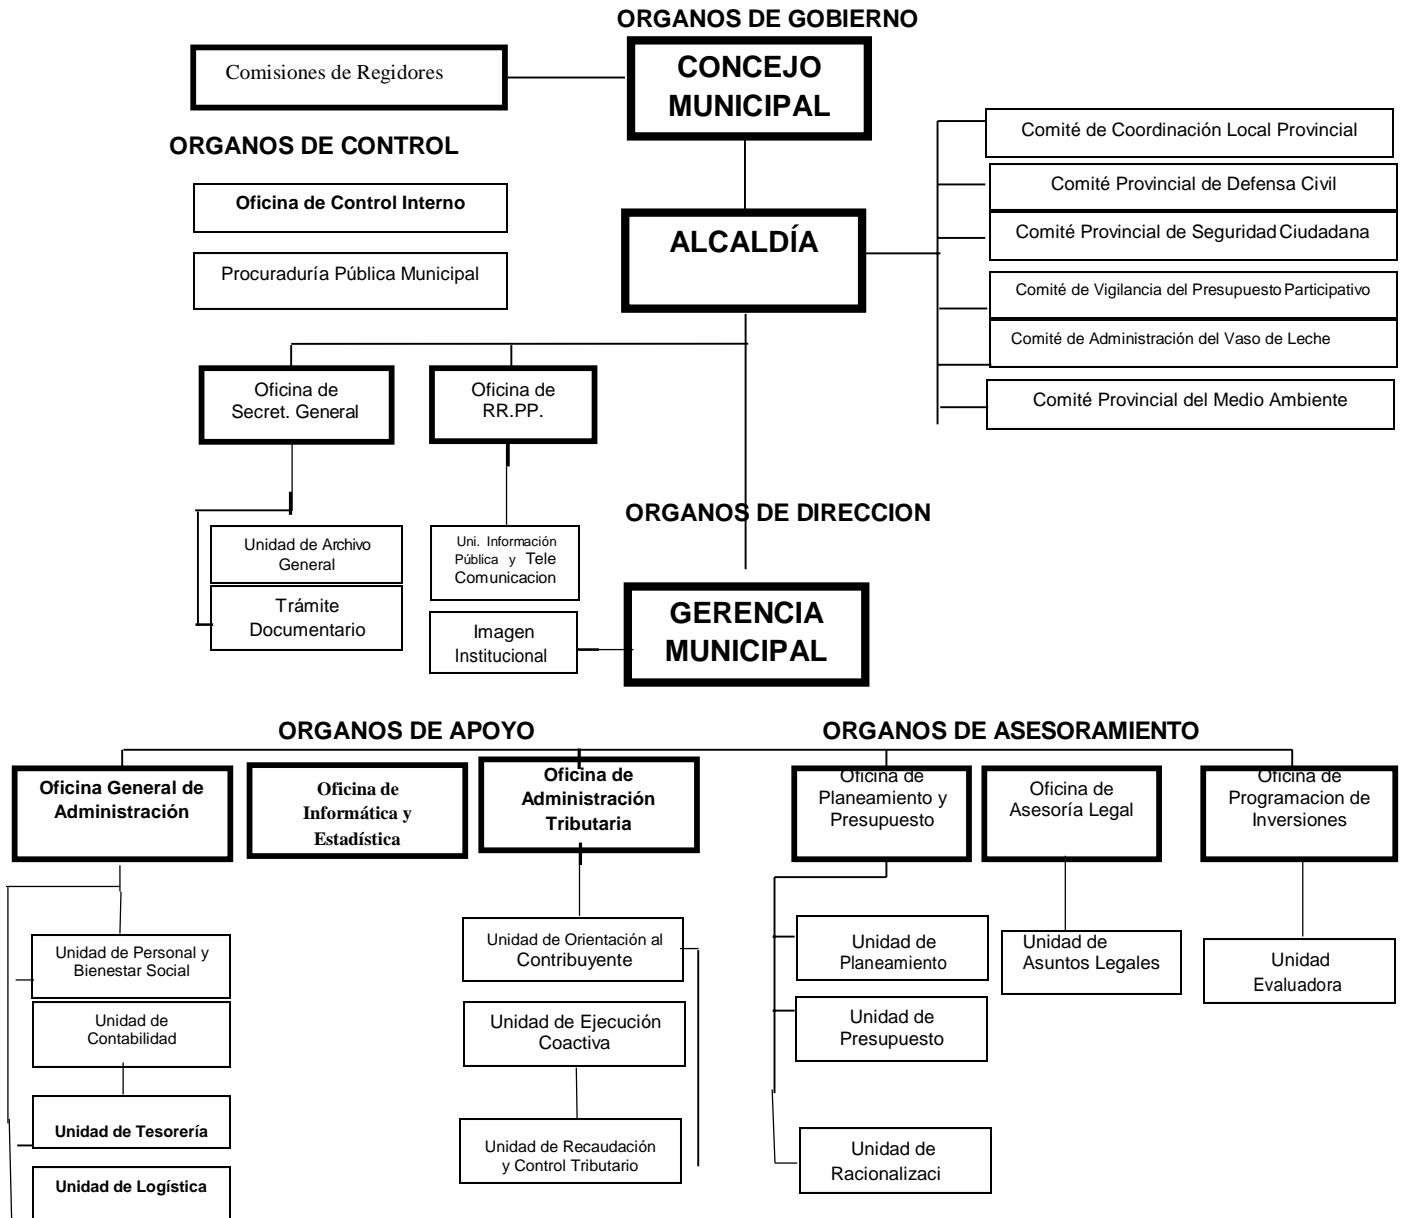 ORGANOS DE GOBIERNO
Comisiones de Regidores
CONCEJO
MUNICIPAL
ORGANOS DE CONTROL
Oficina de Control Interno
Procuraduría Pública Municipal
ALCALDÍA
Comité de Coordinación Local Provincial
Comité Provincial de Defensa Civil
Comité Provincial de Seguridad Ciudadana
Comité de Vigilancia del Presupuesto Participativo
Comité de Administración del Vaso de Leche
Comité Provincial del Medio Ambiente
Oficina de
Secret. General
Oficina de
RR.PP.
ORGANOS DE DIRECCION
Unidad de Archivo
General
Trámite
Documentario
Uni. Información
Pública y Tele
Comunicacion
Imagen
Institucional
GERENCIA
MUNICIPAL
ORGANOS DE APOYO
ORGANOS DE ASESORAMIENTO
Oficina General de
Administración
Oficina de
Informática y
Estadística
Oficina de
Administración
Tributaria
Oficina de
Planeamiento y
Presupuesto
Oficina de
Asesoría Legal
Oficina de
Programacion de
Inversiones
Unidad de Personal y
Bienestar Social
Unidad de
Contabilidad
Unidad de Tesorería
Unidad de Logística
Unidad de Orientación al
Contribuyente
Unidad de Ejecución
Coactiva
Unidad de Recaudación
y Control Tributario
Unidad de
Planeamiento
Unidad de
Presupuesto
Unidad de
Racionalizaci
Unidad de
Asuntos Legales
Unidad
Evaluadora